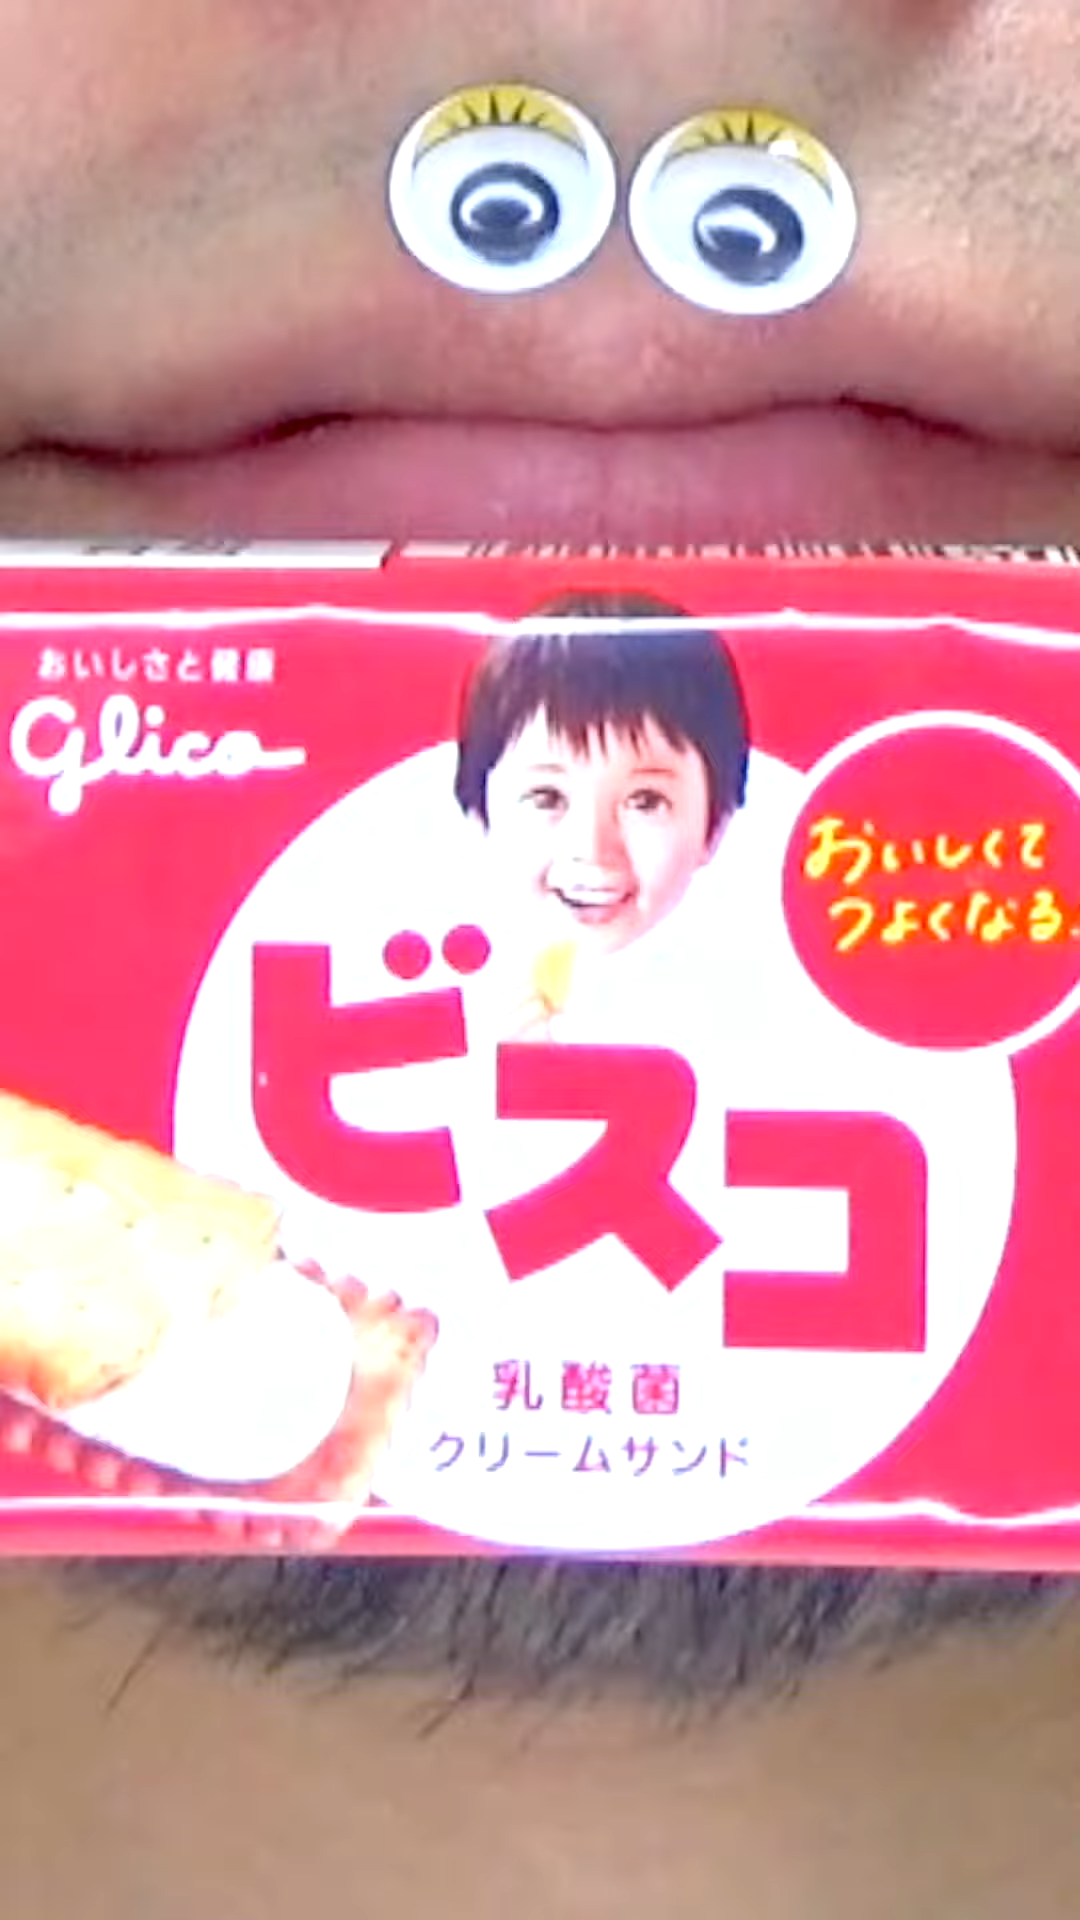 おいしさと健康
glico
おいしくて
つよくなる。
ビスコ
乳酸菌
クリームサンド